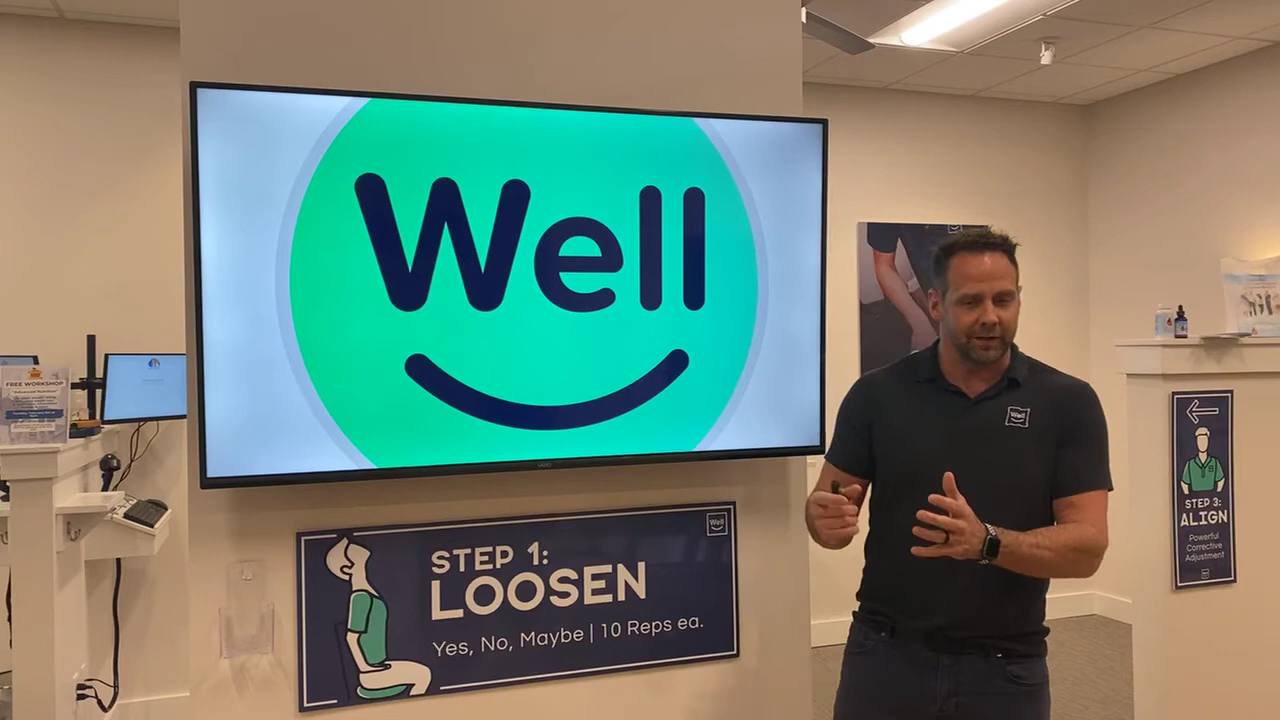 Well
FREE WORKSHOP
STEP 1:
LOOSEN
Yes, No, Maybe | 10 Reps ea.
Well
Well
STEP 3:
ALIGN
Powerful
Corrective
Adjustment